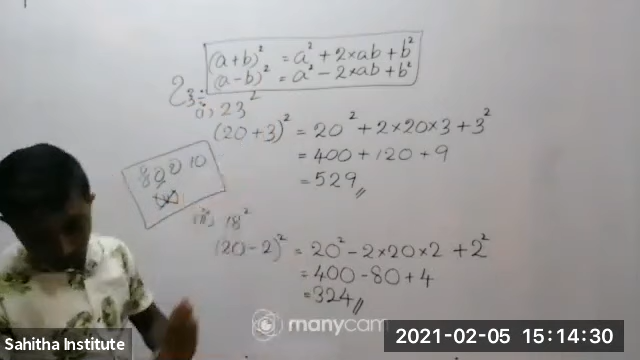 (a+b)² = a² + 2×ab + b²
(a-b)² = a² - 2×ab + b²
i, 23²
(20+3)² = 20² + 2×20×3 + 3²
= 400 + 120 + 9
= 529
ii, 18²
(20-2)² = 20² - 2×20×2 + 2²
= 400 - 80 + 4
= 324
manycam
Sahitha Institute
2021-02-05 15:14:30